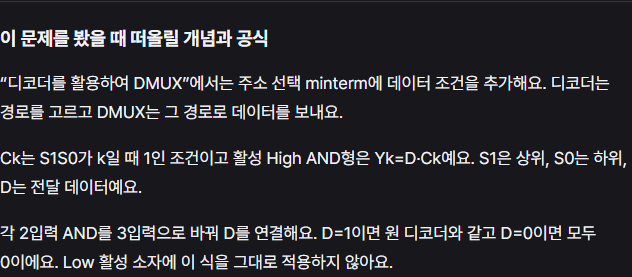 이 문제를 봤을 때 떠올릴 개념과 공식
“디코더를 활용하여 DMUX”에서는 주소 선택 minterm에 데이터 조건을 추가해요. 디코더는
경로를 고르고 DMUX는 그 경로로 데이터를 보내요.
Ck는 S1S0가 k일 때 1인 조건이고 활성 High AND형은 Yk=D·Ck예요. S1은 상위, S0는 하위,
D는 전달 데이터예요.
각 2입력 AND를 3입력으로 바꿔 D를 연결해요. D=1이면 원 디코더와 같고 D=0이면 모두
0이에요. Low 활성 소자에 이 식을 그대로 적용하지 않아요.